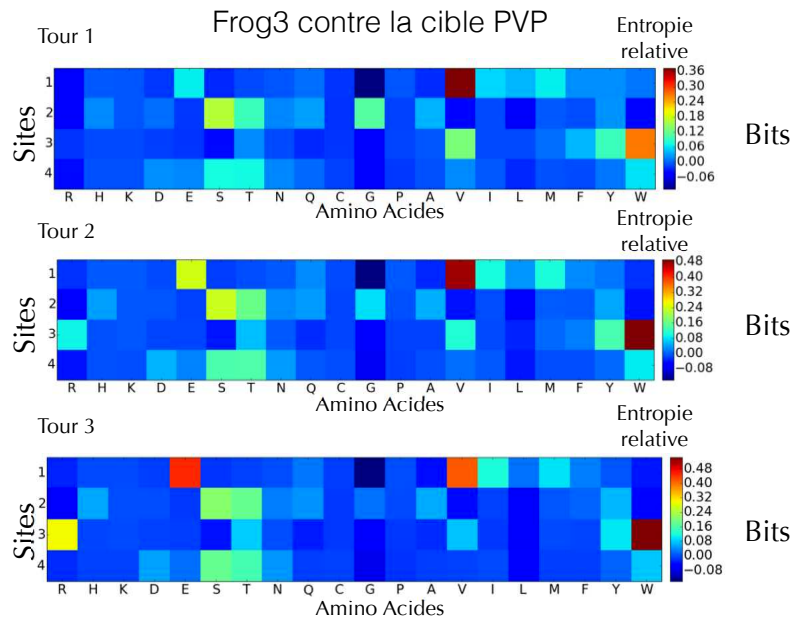 Frog3 contre la cible PVP
Tour 1
Entropie
relative
Sites
1
2
3
4
0.36
0.30
0.24
0.18
0.12
0.06
0.00
−0.06
Bits
R H K D E S T N Q C G P A V I L M F Y W
Amino Acides
Tour 2
Entropie
relative
Sites
1
2
3
4
0.48
0.40
0.32
0.24
0.16
0.08
0.00
−0.08
Bits
R H K D E S T N Q C G P A V I L M F Y W
Amino Acides
Tour 3
Entropie
relative
Sites
1
2
3
4
0.48
0.40
0.32
0.24
0.16
0.08
0.00
−0.08
Bits
R H K D E S T N Q C G P A V I L M F Y W
Amino Acides